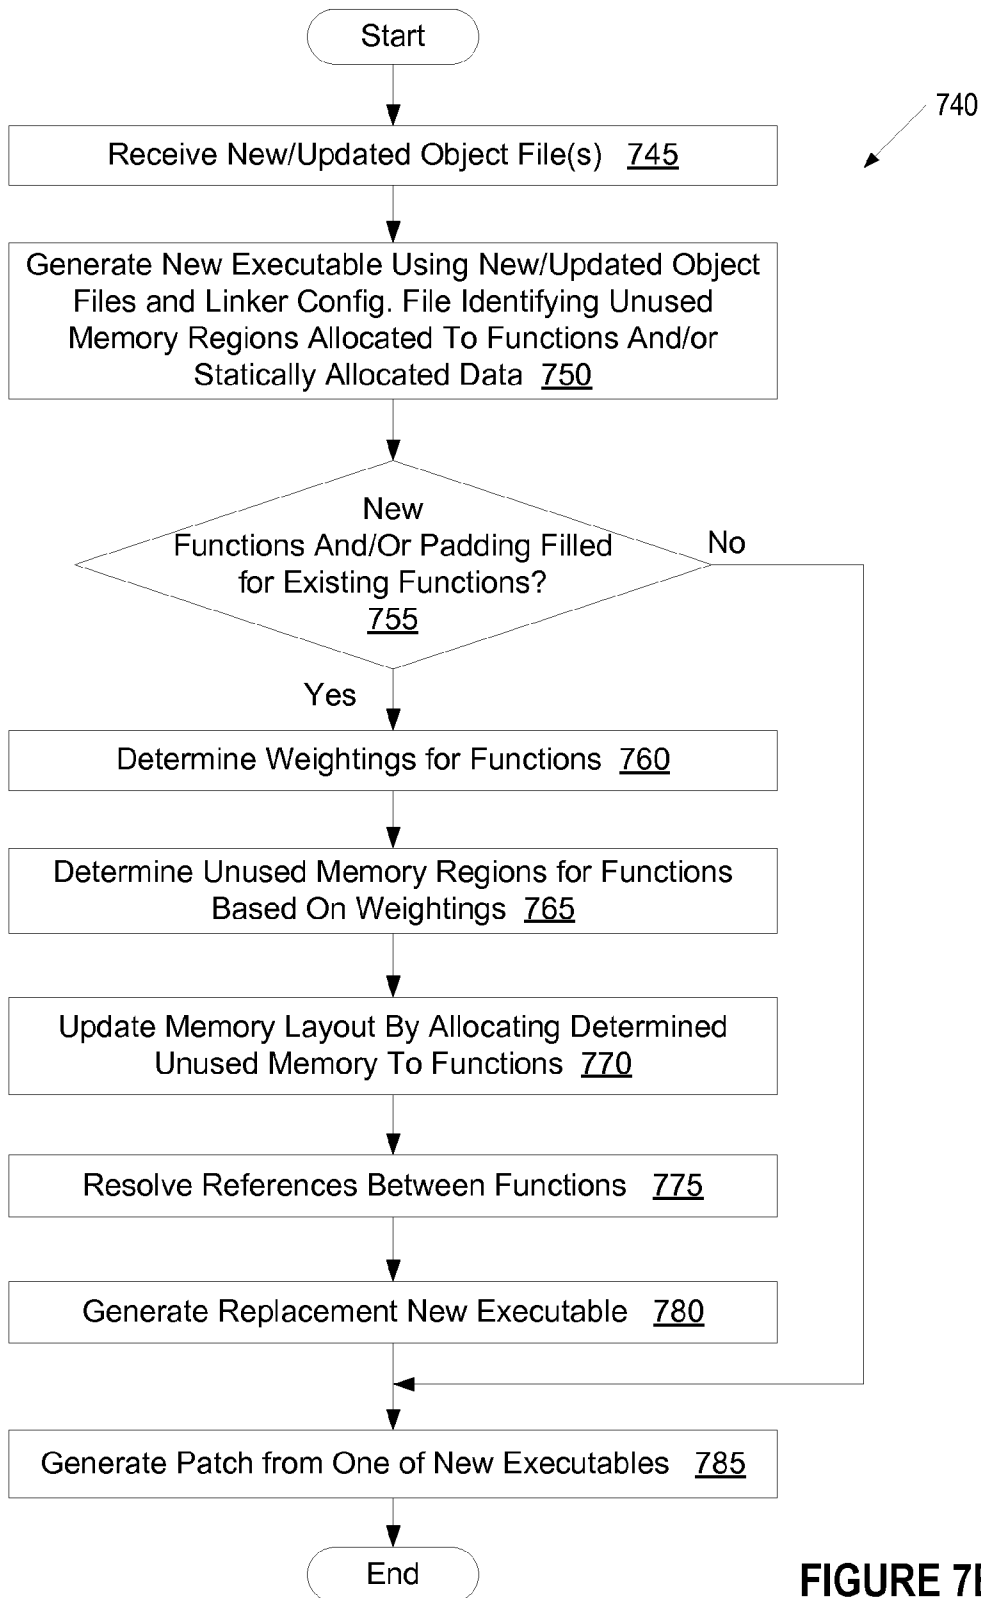 Start
740
Receive New/Updated Object File(s) 745
Generate New Executable Using New/Updated Object
Files and Linker Config. File Identifying Unused
Memory Regions Allocated To Functions And/or
Statically Allocated Data 750
New
Functions And/Or Padding Filled
for Existing Functions?
755
No
Yes
Determine Weightings for Functions 760
Determine Unused Memory Regions for Functions
Based On Weightings 765
Update Memory Layout By Allocating Determined
Unused Memory To Functions 770
Resolve References Between Functions 775
Generate Replacement New Executable 780
Generate Patch from One of New Executables 785
End
FIGURE